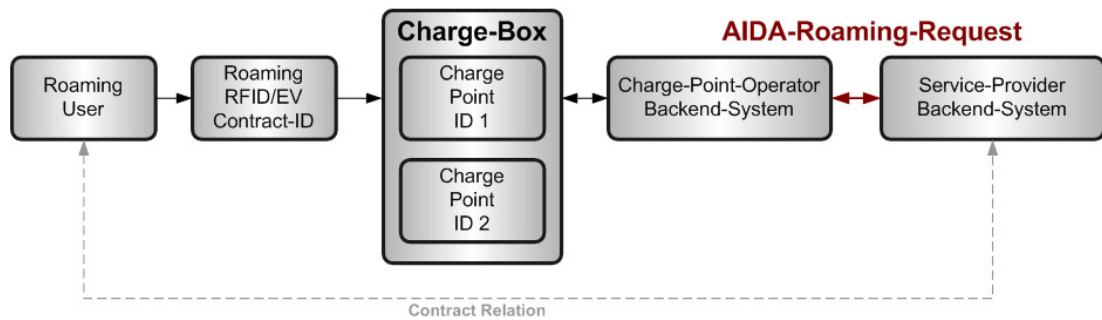 Charge-Box
AIDA-Roaming-Request
Roaming
User
Roaming
RFID/EV
Contract-ID
Charge
Point
ID 1
Charge
Point
ID 2
Charge-Point-Operator
Backend-System
Service-Provider
Backend-System
Contract Relation